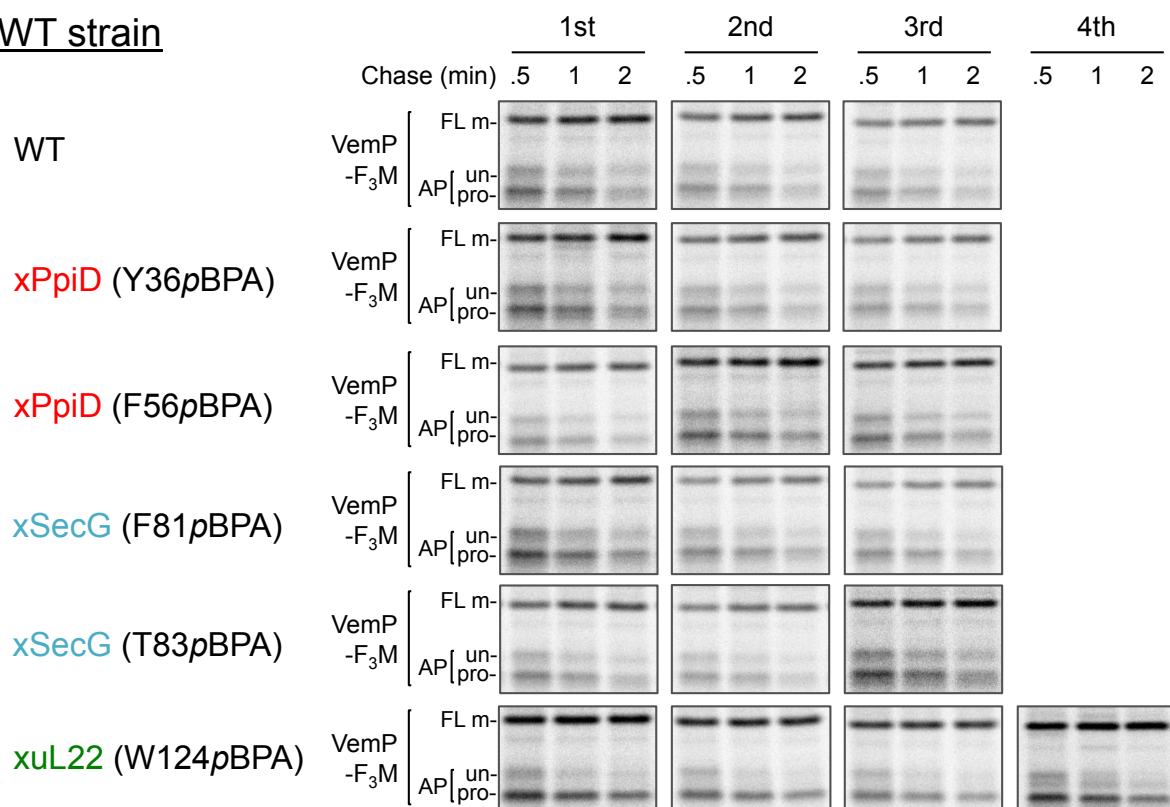 WT strain
1st 2nd 3rd 4th
Chase (min) .5 1 2 .5 1 2 .5 1 2 .5 1 2
WT
VemP
-F3M
FL m-
AP
un-
pro-
xPpiD (Y36pBPA)
VemP
-F3M
FL m-
AP
un-
pro-
xPpiD (F56pBPA)
VemP
-F3M
FL m-
AP
un-
pro-
xSecG (F81pBPA)
VemP
-F3M
FL m-
AP
un-
pro-
xSecG (T83pBPA)
VemP
-F3M
FL m-
AP
un-
pro-
xuL22 (W124pBPA)
VemP
-F3M
FL m-
AP
un-
pro-